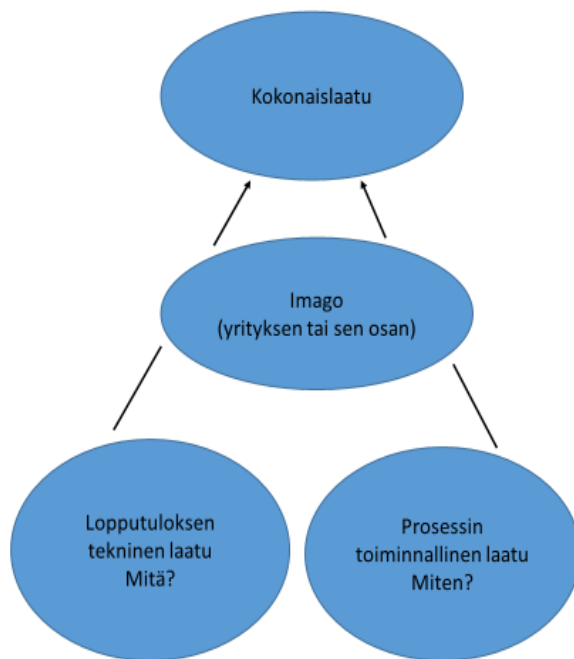 Kokonaislaatu
Imago
(yrityksen tai sen osan)
Lopputuloksen
tekninen laatu
Mitä?
Prosessin
toiminnallinen laatu
Miten?